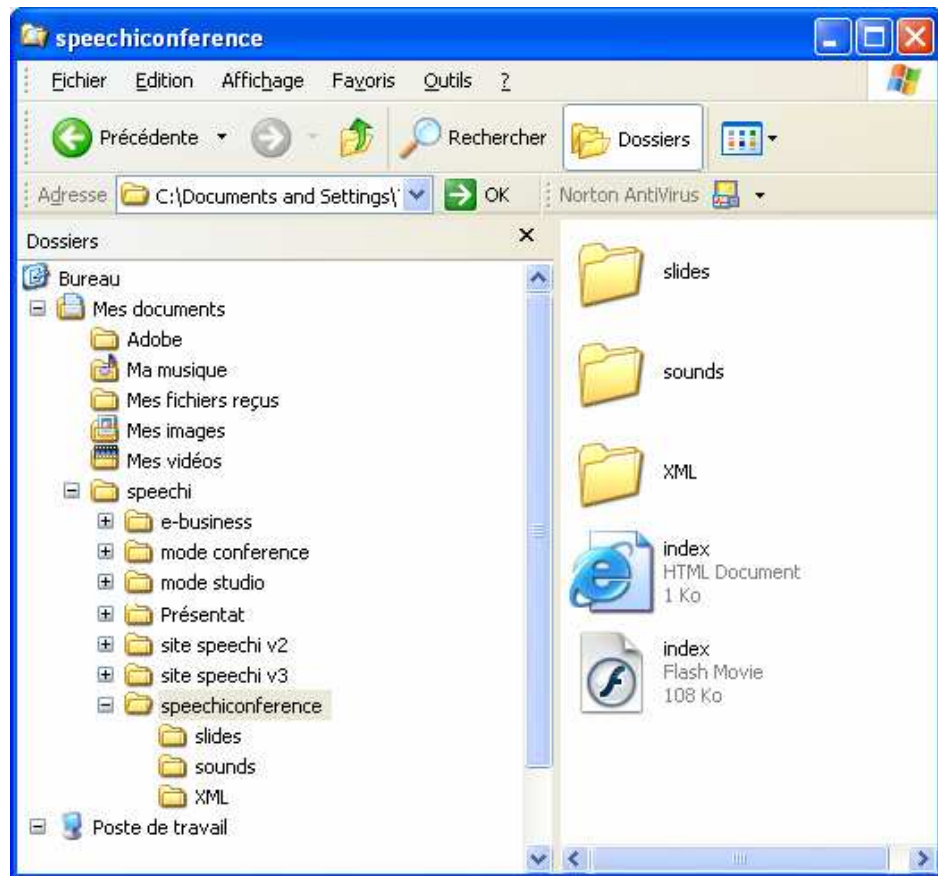 speechiconference
Fichier Edition Affichage Favoris Outils ?
Précédente Rechercher Dossiers
Adresse C:\Documents and Settings\ OK Norton AntiVirus
Dossiers
Bureau
Mes documents
Adobe
Ma musique
Mes fichiers reçus
Mes images
Mes vidéos
speechi
e-business
mode conference
mode studio
Présentat
site speechi v2
site speechi v3
speechiconference
slides
sounds
XML
Poste de travail
slides
sounds
XML
index
HTML Document
1 Ko
index
Flash Movie
108 Ko